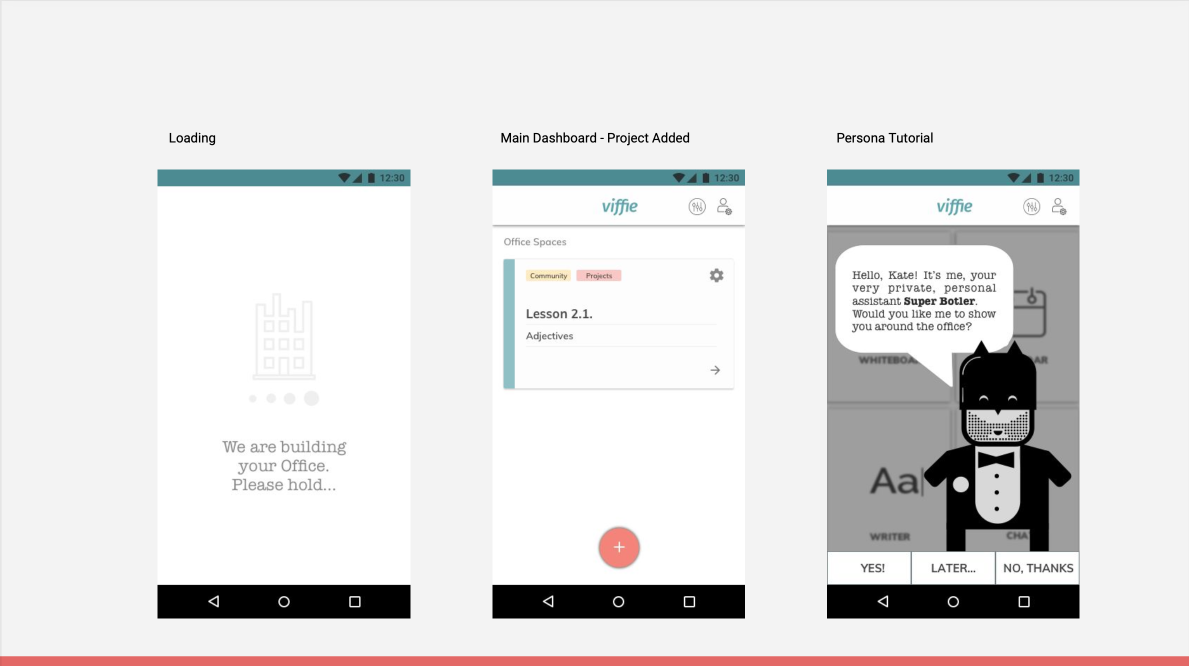 Loading
12:30
We are building
your Office.
Please hold...
Main Dashboard - Project Added
12:30
viffie
Office Spaces
Community
Projects
Lesson 2.1.
Adjectives
+
Persona Tutorial
12:30
viffie
Hello, Kate! It's me, your
very private, personal
assistant Super Botler.
Would you like me to show
you around the office?
WRITER
Aa
YES!
LATER...
NO, THANKS